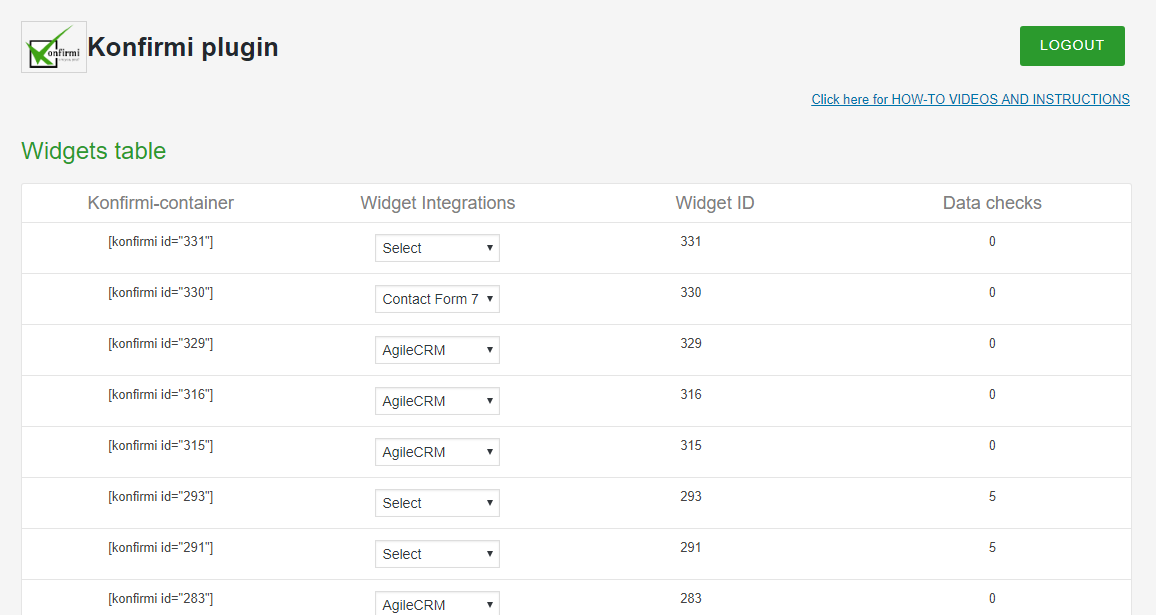 onfirmi
Konfirmi plugin
LOGOUT
Click here for HOW-TO VIDEOS AND INSTRUCTIONS
Widgets table
Konfirmi-container Widget Integrations Widget ID Data checks
[konfirmi id="331"] Select 331 0
[konfirmi id="330"] Contact Form 7 330 0
[konfirmi id="329"] AgileCRM 329 0
[konfirmi id="316"] AgileCRM 316 0
[konfirmi id="315"] AgileCRM 315 0
[konfirmi id="293"] Select 293 5
[konfirmi id="291"] Select 291 5
[konfirmi id="283"] AgileCRM 283 0